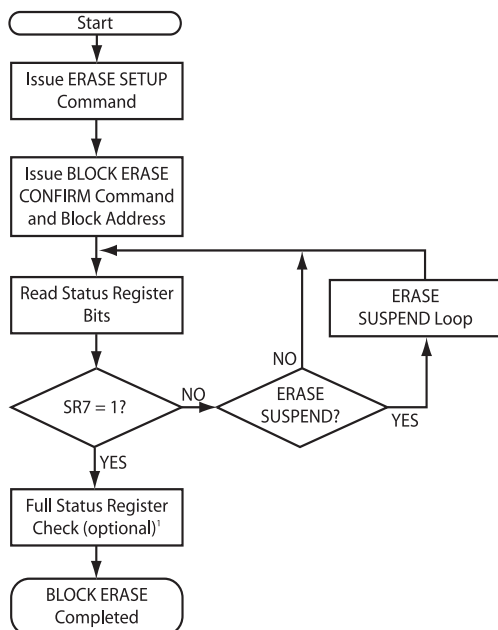 Start
Issue ERASE SETUP
Command
Issue BLOCK ERASE
CONFIRM Command
and Block Address
Read Status Register
Bits
ERASE
SUSPEND Loop
NO
SR7 = 1?
NO
ERASE
SUSPEND?
YES
YES
Full Status Register
Check (optional)¹
BLOCK ERASE
Completed